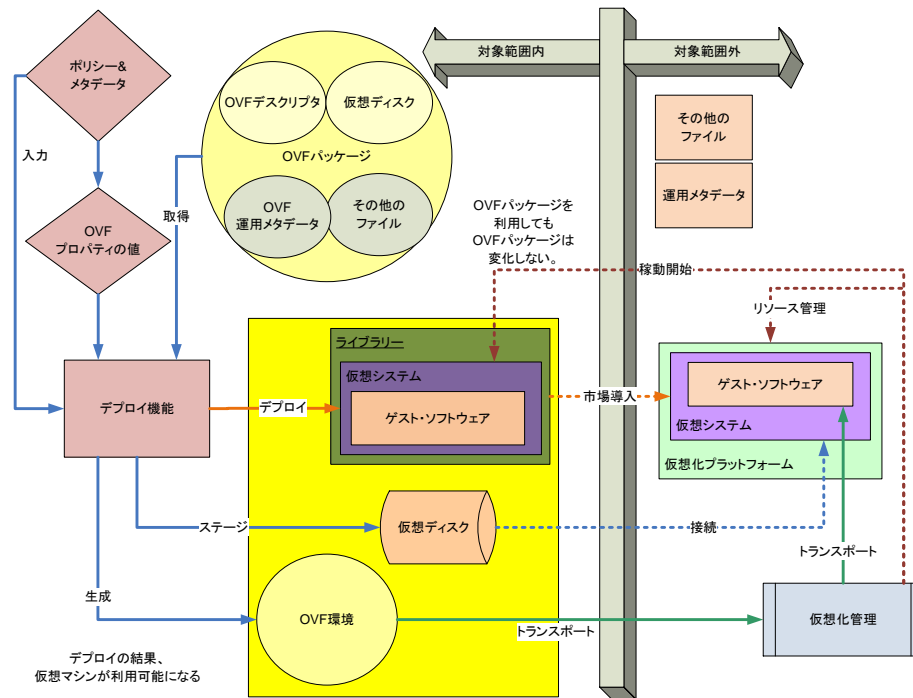 対象範囲内
対象範囲外
ポリシー&
メタデータ
OVFデスクリプタ
仮想ディスク
OVFパッケージ
OVF
運用メタデータ
その他の
ファイル
その他の
ファイル
運用メタデータ
入力
取得
OVF
プロパティの値
OVFパッケージを
利用しても
OVFパッケージは
変化しない。
稼動開始
リソース管理
ライブラリー
仮想システム
ゲスト・ソフトウェア
デプロイ機能
デプロイ
市場導入
ゲスト・ソフトウェア
仮想システム
仮想化プラットフォーム
ステージ
仮想ディスク
接続
トランスポート
生成
OVF環境
トランスポート
仮想化管理
デプロイの結果、
仮想マシンが利用可能になる